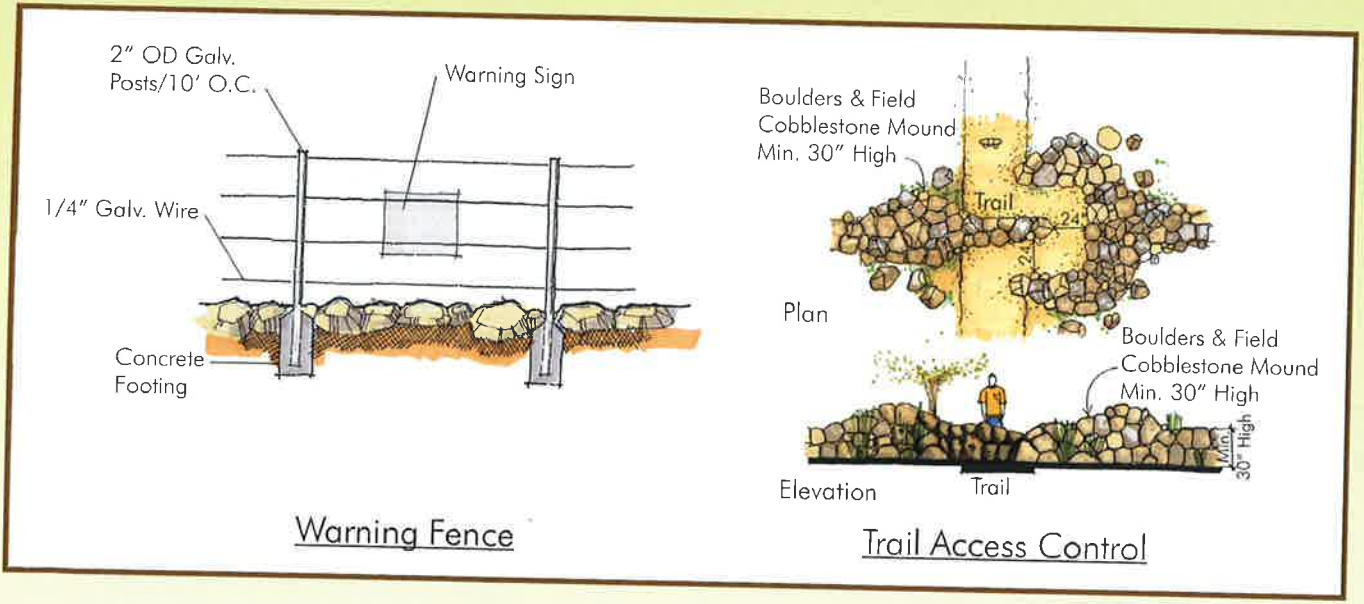 2" OD Galv.
Posts/10' O.C.
Warning Sign
1/4" Galv. Wire
Concrete
Footing
Warning Fence
Boulders & Field
Cobblestone Mound
Min. 30" High
Trail
24"
24"
Plan
Boulders & Field
Cobblestone Mound
Min. 30" High
Min.
30" High
Elevation
Trail
Trail Access Control